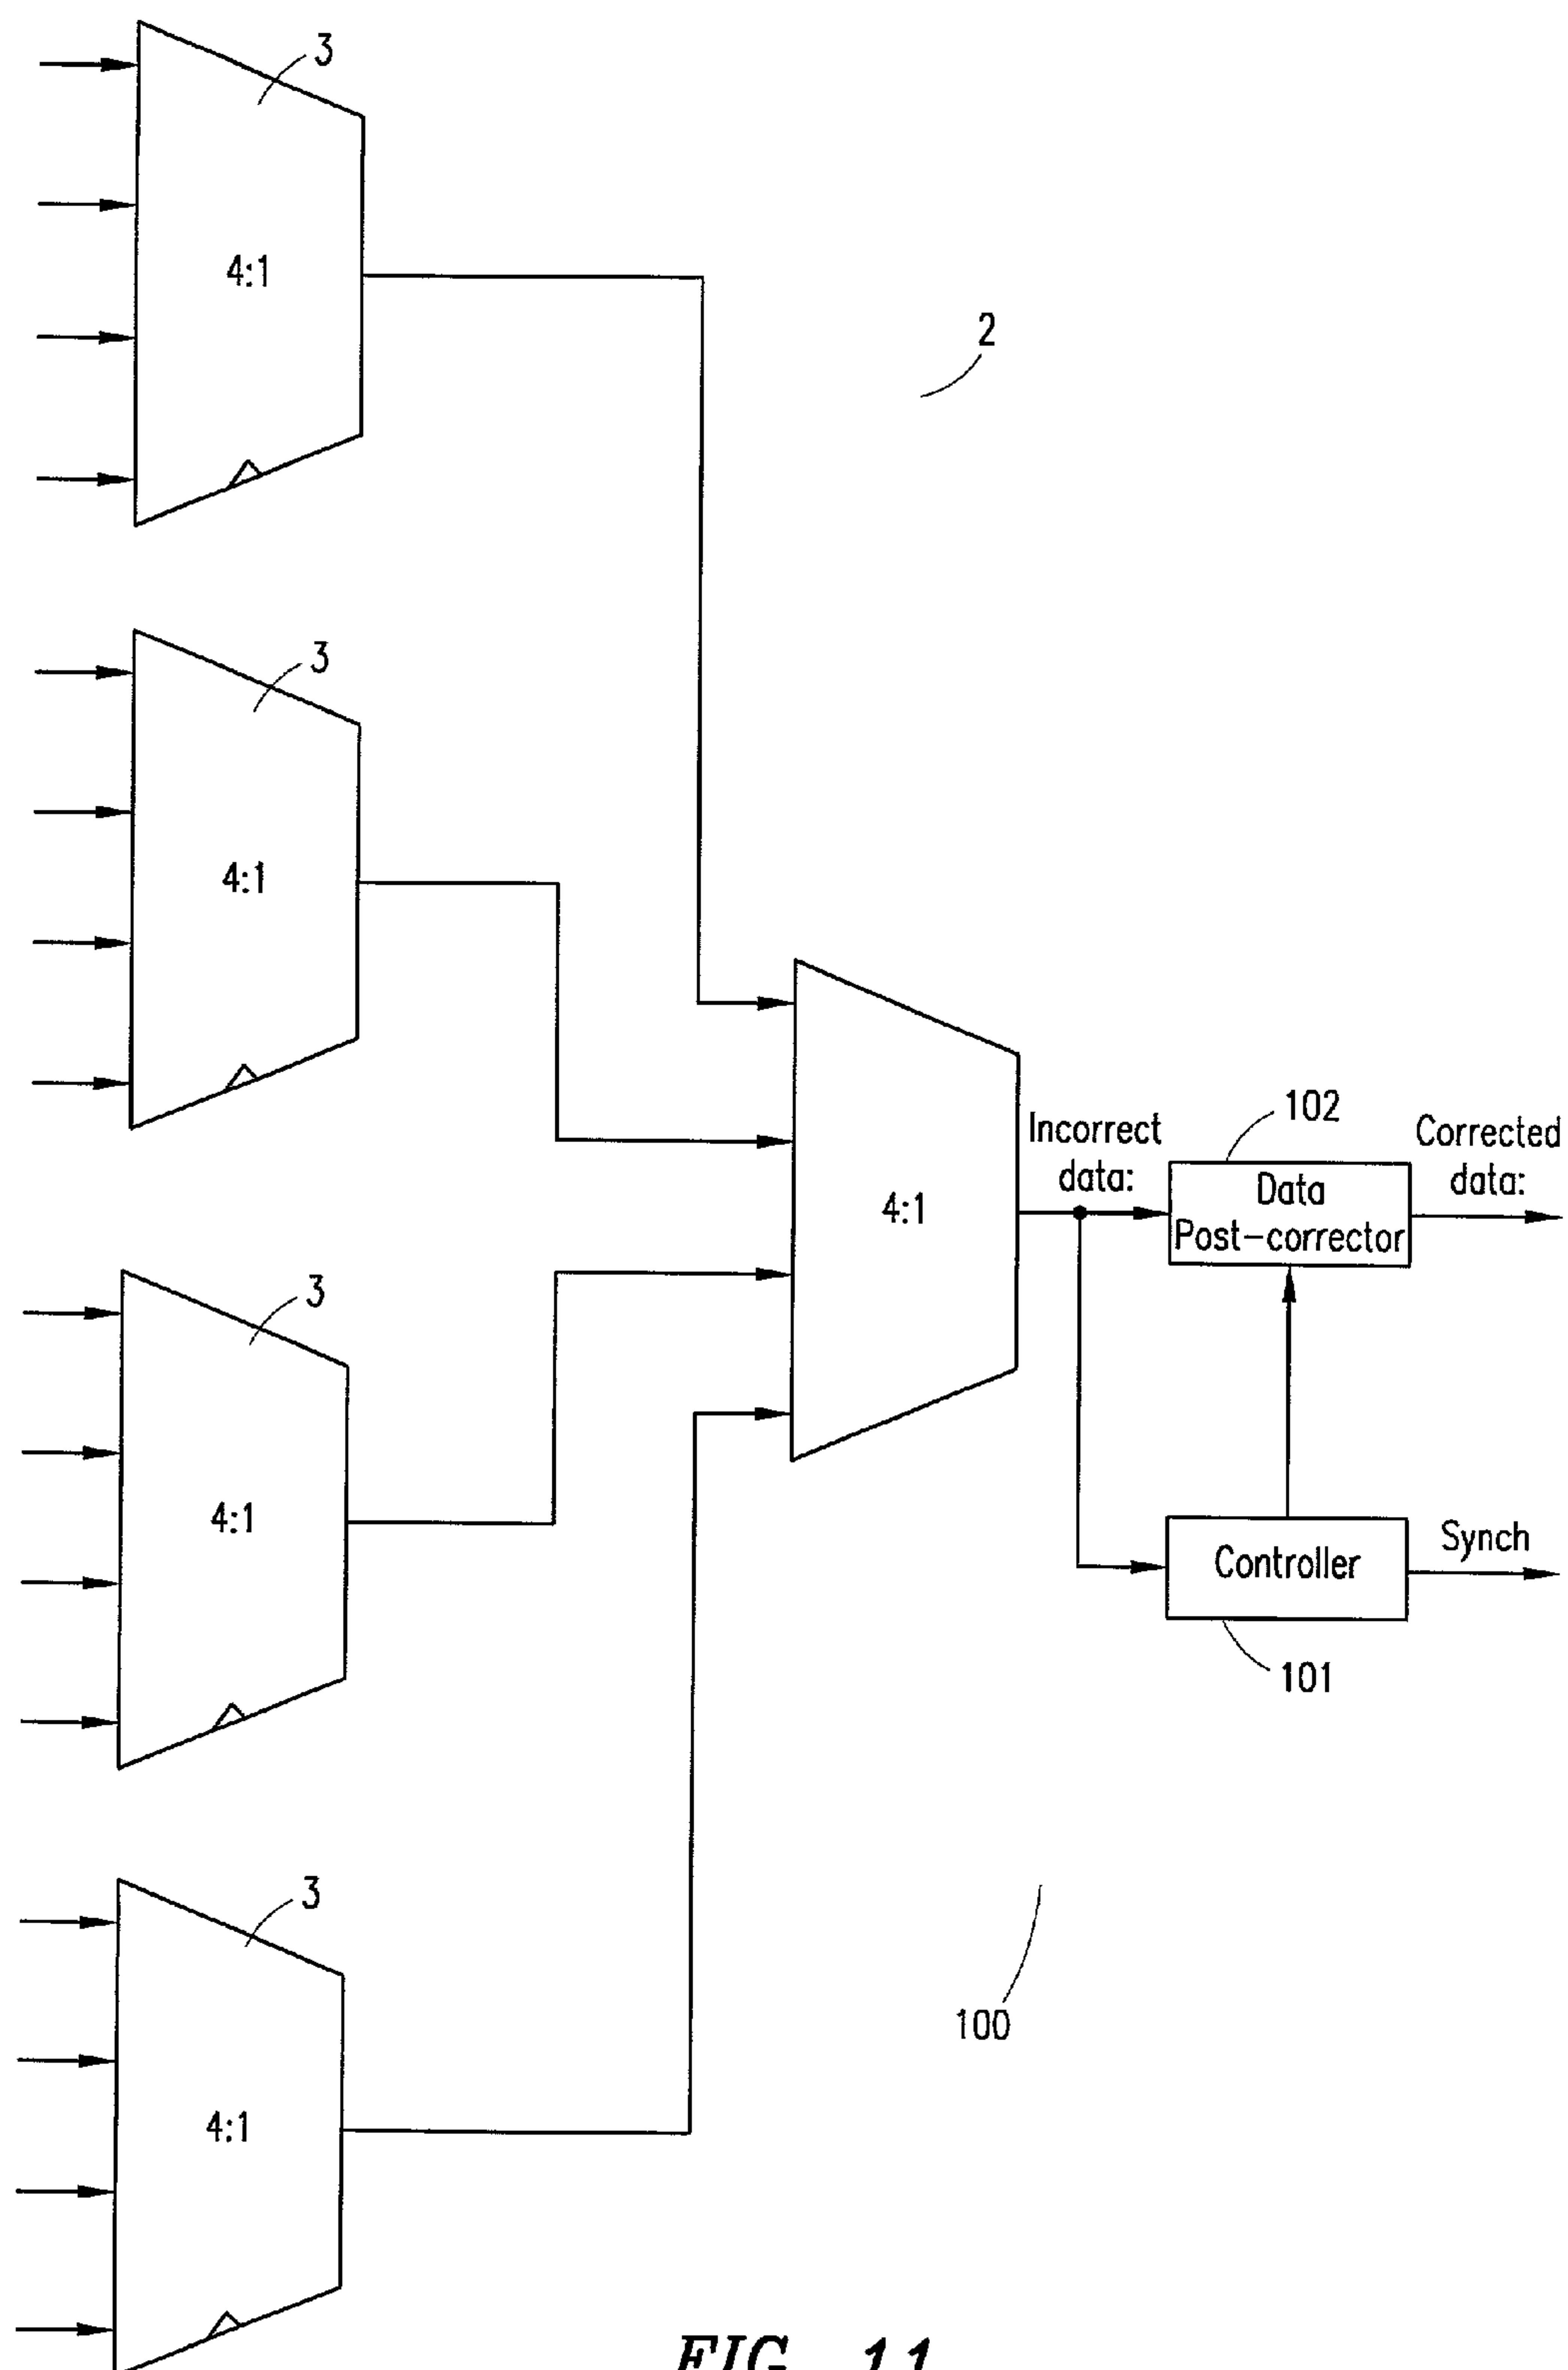 3
4:1
2
3
4:1
102
Incorrect
data:
Corrected
data:
4:1
Data
Post-corrector
3
4:1
Synch
Controller
101
3
100
4:1
FIG. 11